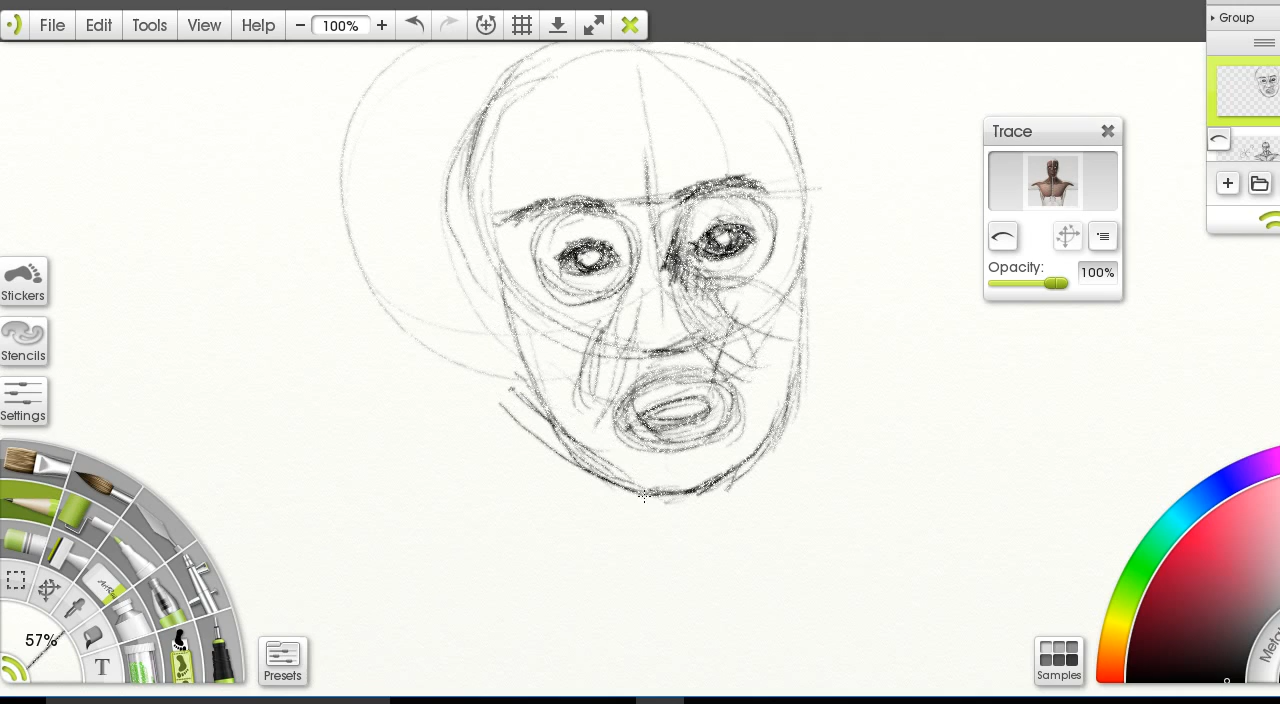 File Edit Tools View Help − 100% +
Group
Trace
Opacity:
100%
Stickers
Stencils
Settings
57%
T
Presets
Samples